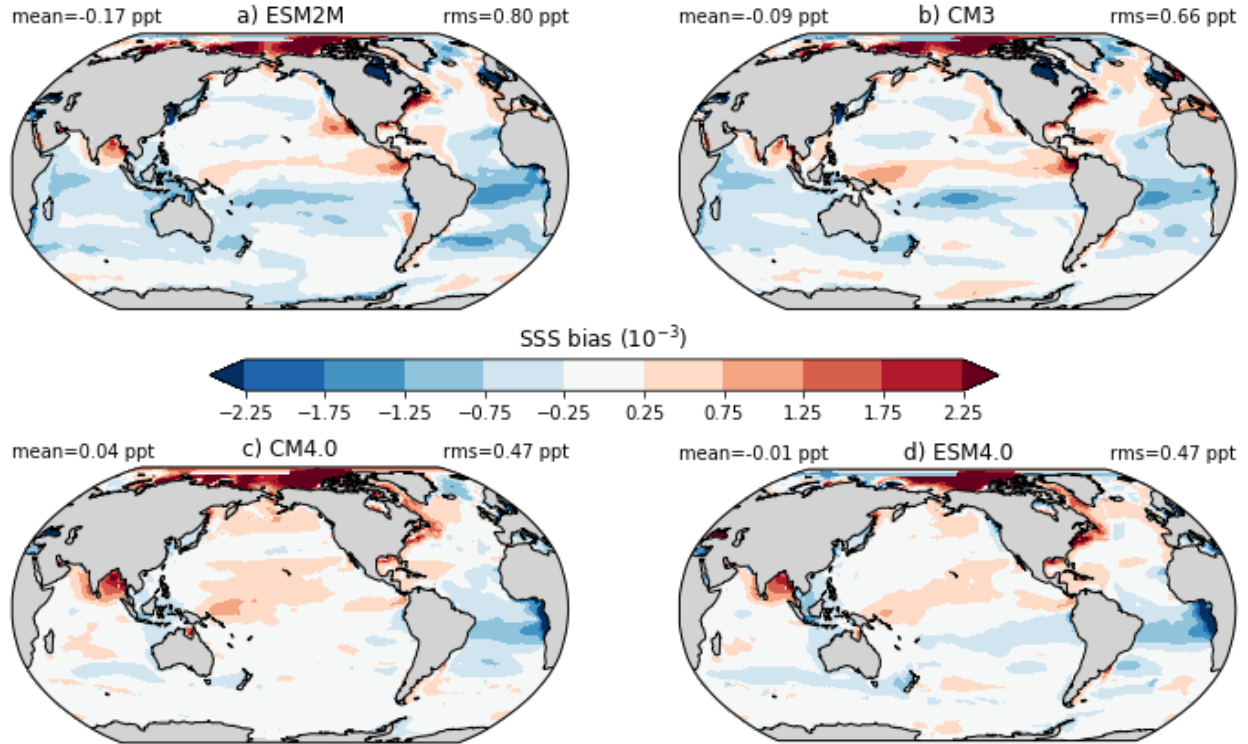 mean=-0.17 ppt a) ESM2M rms=0.80 ppt
mean=-0.09 ppt b) CM3 rms=0.66 ppt
SSS bias (10⁻³)
−2.25 −1.75 −1.25 −0.75 −0.25 0.25 0.75 1.25 1.75 2.25
mean=0.04 ppt c) CM4.0 rms=0.47 ppt
mean=-0.01 ppt d) ESM4.0 rms=0.47 ppt